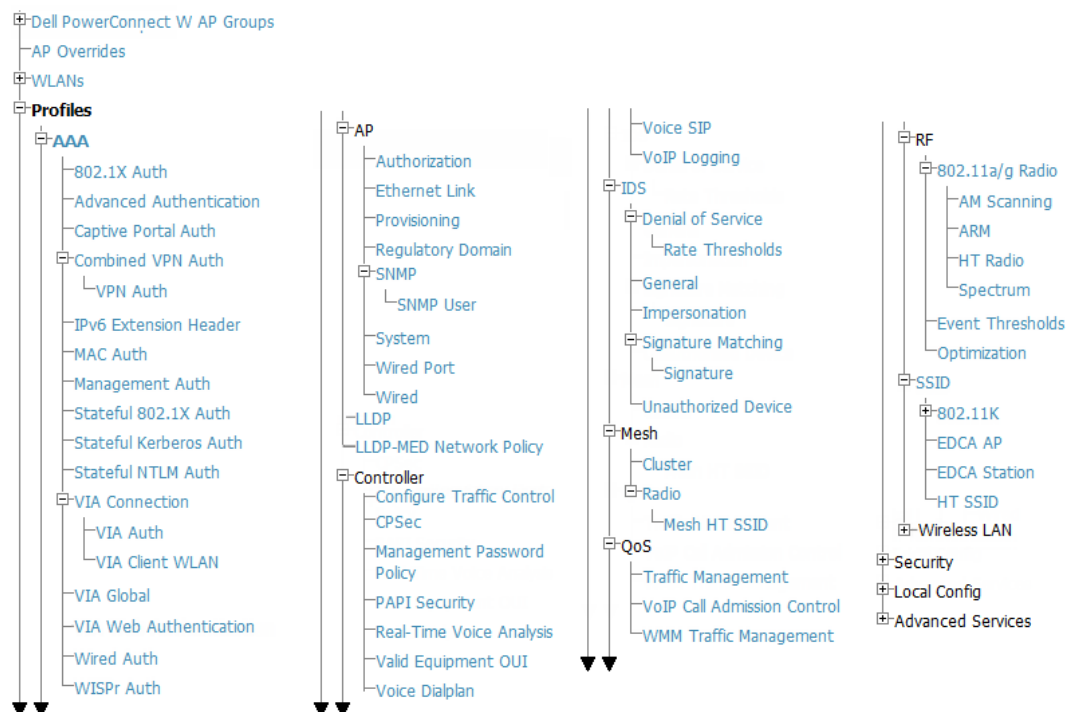 Dell PowerConnect W AP Groups
AP Overrides
WLANs
Profiles
AAA
802.1X Auth
Advanced Authentication
Captive Portal Auth
Combined VPN Auth
VPN Auth
IPv6 Extension Header
MAC Auth
Management Auth
Stateful 802.1X Auth
Stateful Kerberos Auth
Stateful NTLM Auth
VIA Connection
VIA Auth
VIA Client WLAN
VIA Global
VIA Web Authentication
Wired Auth
WISPr Auth
AP
Authorization
Ethernet Link
Provisioning
Regulatory Domain
SNMP
SNMP User
System
Wired Port
Wired
LLDP
LLDP-MED Network Policy
Controller
Configure Traffic Control
CPSec
Management Password
Policy
PAPI Security
Real-Time Voice Analysis
Valid Equipment OUI
Voice Dialplan
Voice SIP
VoIP Logging
IDS
Denial of Service
Rate Thresholds
General
Impersonation
Signature Matching
Signature
Unauthorized Device
Mesh
Cluster
Radio
Mesh HT SSID
QoS
Traffic Management
VoIP Call Admission Control
WMM Traffic Management
RF
802.11a/g Radio
AM Scanning
ARM
HT Radio
Spectrum
Event Thresholds
Optimization
SSID
802.11K
EDCA AP
EDCA Station
HT SSID
Wireless LAN
Security
Local Config
Advanced Services